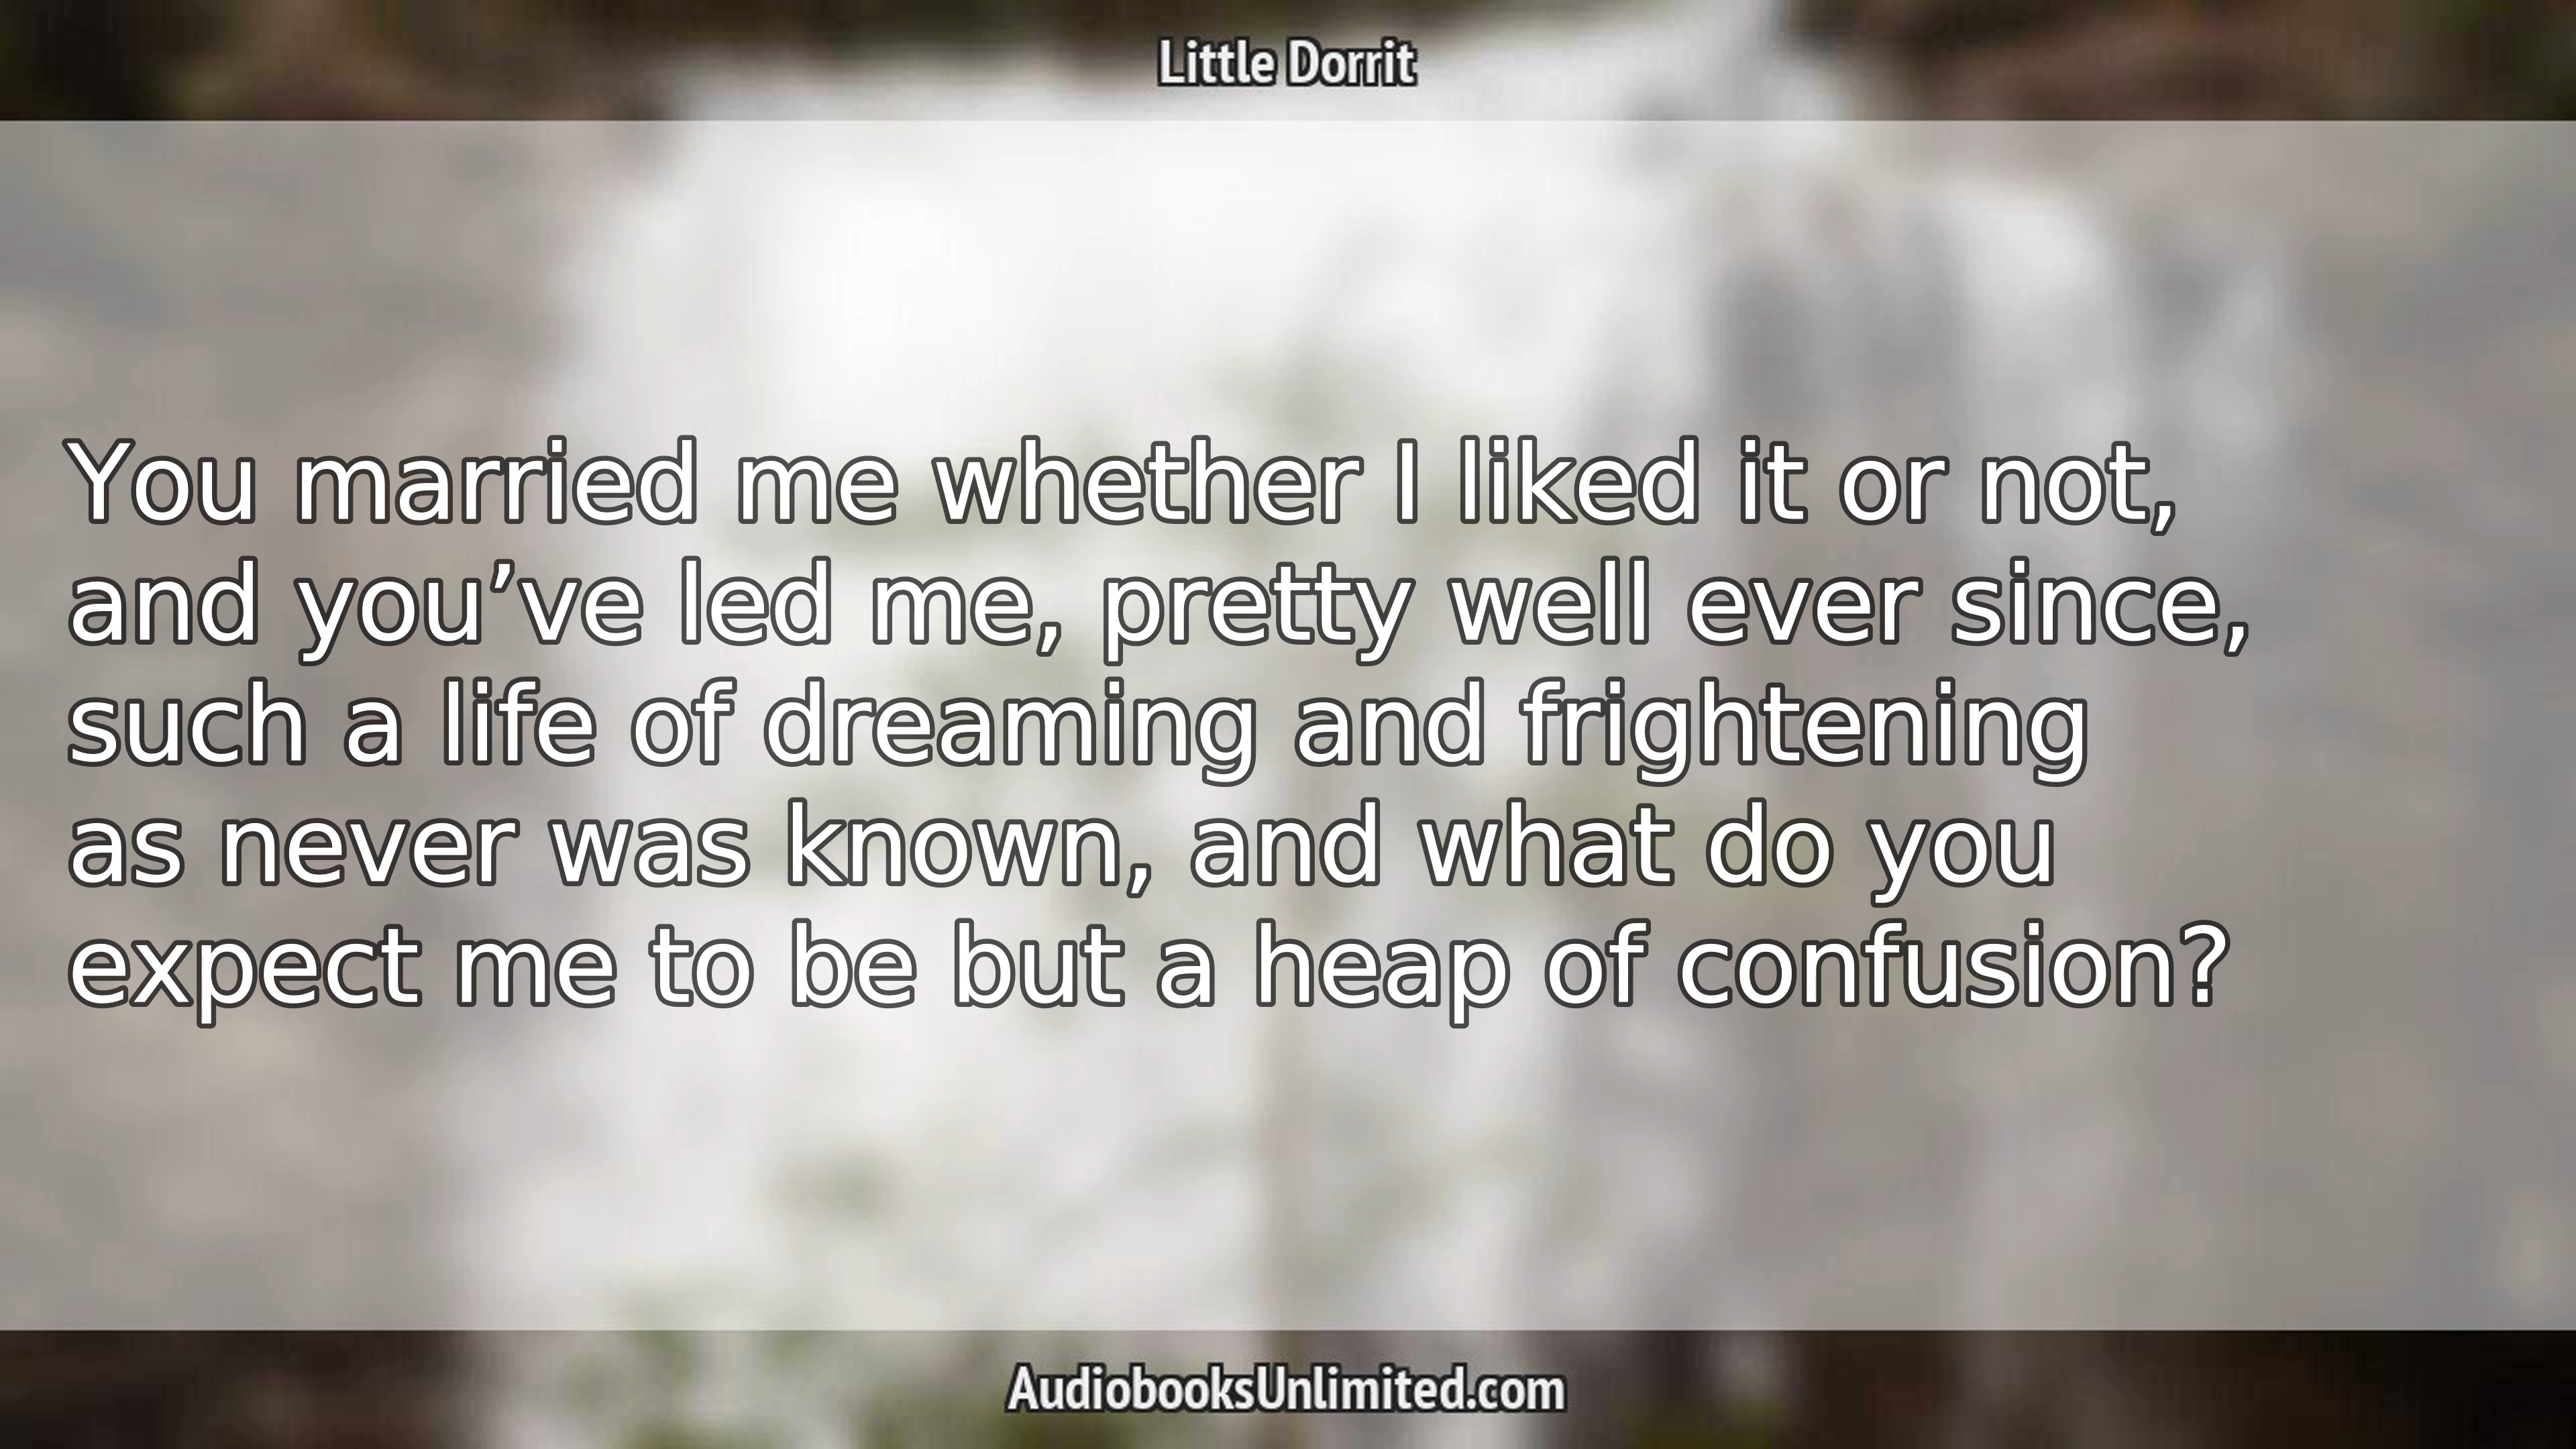 Little Dorrit
You married me whether I liked it or not,
and you’ve led me, pretty well ever since,
such a life of dreaming and frightening
as never was known, and what do you
expect me to be but a heap of confusion?
AudiobooksUnlimited.com